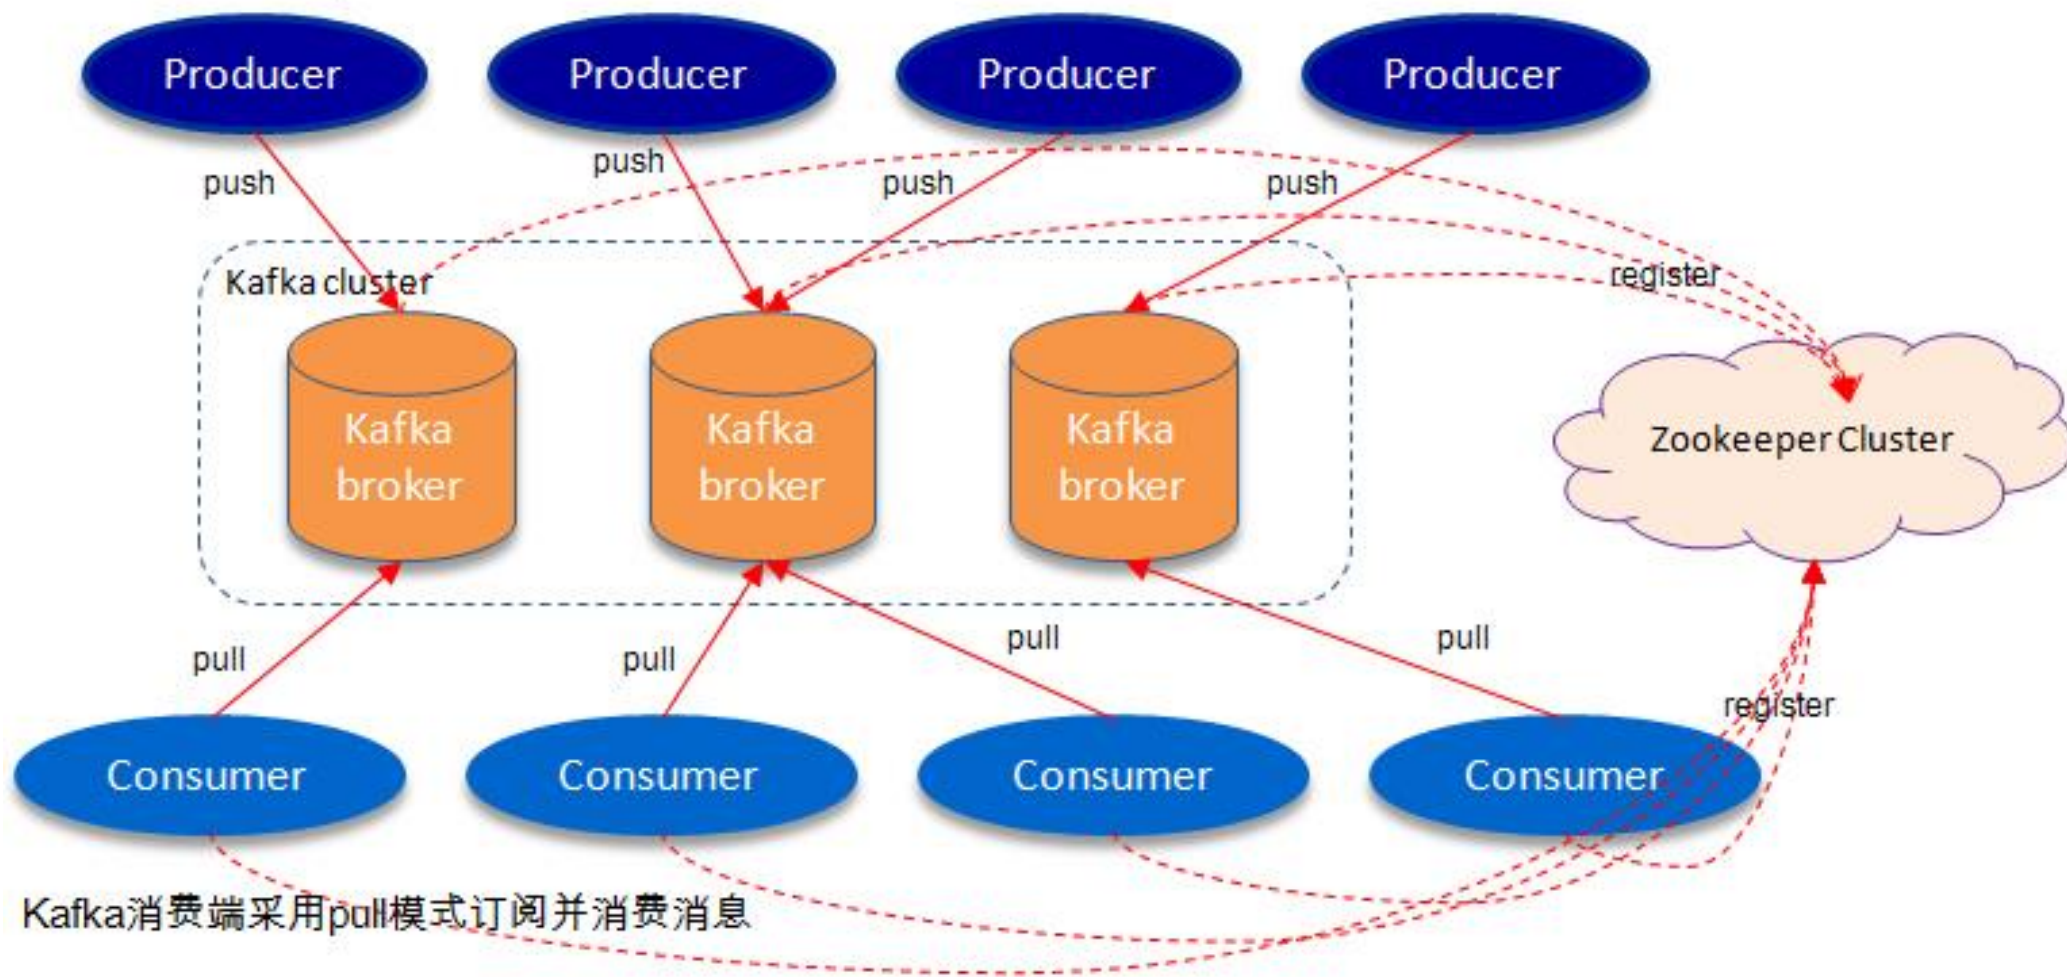 Producer
Producer
Producer
Producer
push
push
push
push
Kafka cluster
register
Kafka
broker
Kafka
broker
Kafka
broker
Zookeeper Cluster
pull
pull
pull
pull
register
Consumer
Consumer
Consumer
Consumer
Kafka消费端采用pull模式订阅并消费消息